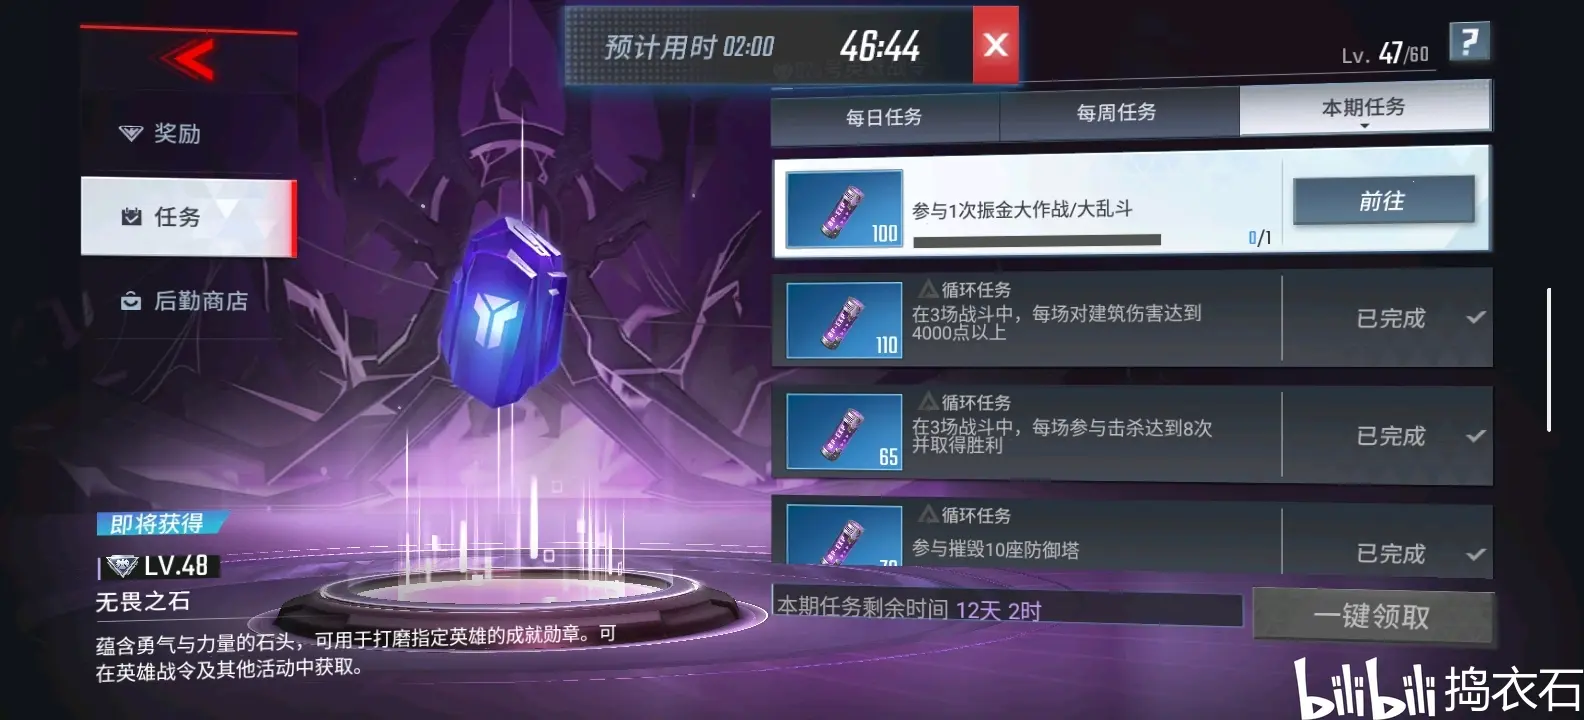 预计用时 02:00
46:44
X
Lv. 47/60
?
奖励
任务
后勤商店
每日任务
每周任务
本期任务
100
参与1次振金大作战/大乱斗
0/1
前往
110
循环任务
在3场战斗中，每场对建筑伤害达到
4000点以上
已完成
65
循环任务
在3场战斗中，每场参与击杀达到8次
并取得胜利
已完成
循环任务
参与摧毁10座防御塔
已完成
本期任务剩余时间 12天 2时
一键领取
即将获得
LV.48
无畏之石
蕴含勇气与力量的石头，可用于打磨指定英雄的成就勋章。可
在英雄战令及其他活动中获取。
bilibili 捣衣石